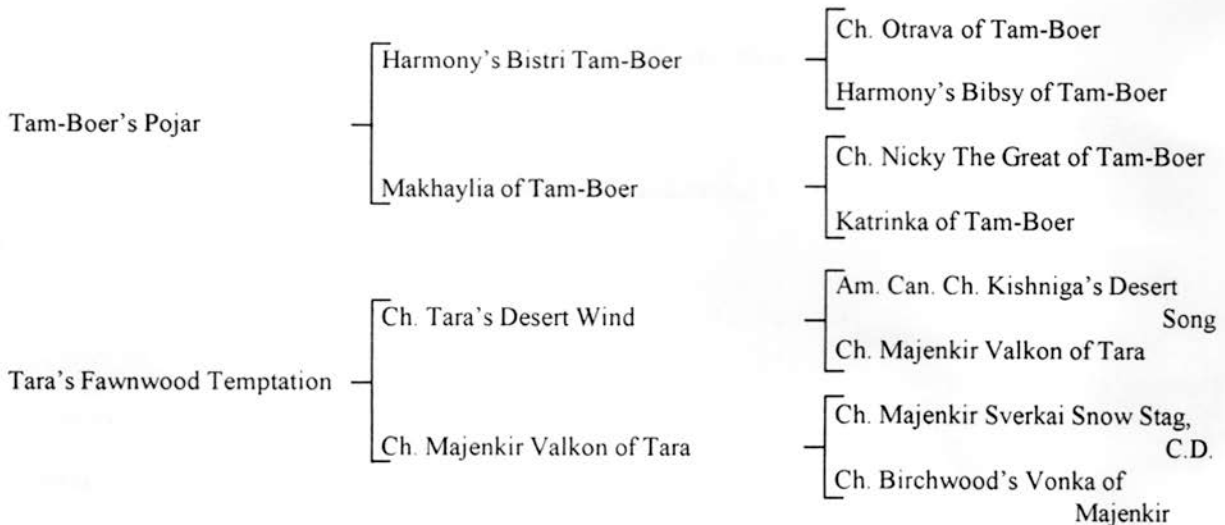 Ch. Otrava of Tam-Boer
Harmony's Bistri Tam-Boer
Harmony's Bibsy of Tam-Boer
Tam-Boer's Pojar
Ch. Nicky The Great of Tam-Boer
Makhaylia of Tam-Boer
Katrinka of Tam-Boer
Am. Can. Ch. Kishniga's Desert
Song
Ch. Tara's Desert Wind
Ch. Majenkir Valkon of Tara
Tara's Fawnwood Temptation
Ch. Majenkir Sverkai Snow Stag,
C.D.
Ch. Majenkir Valkon of Tara
Ch. Birchwood's Vonka of
Majenkir